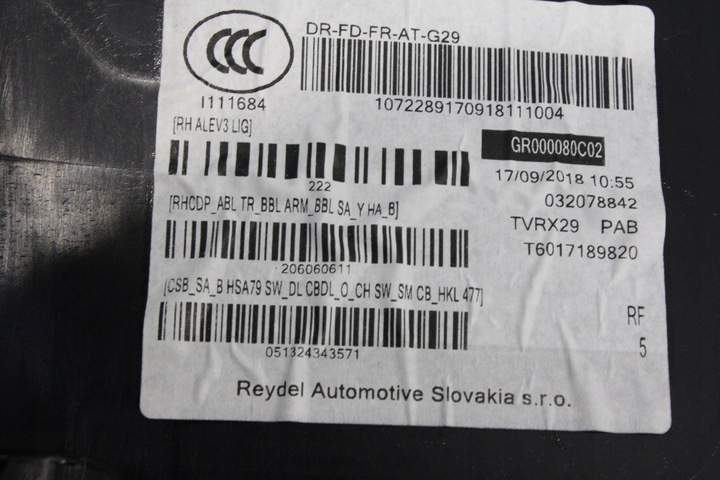 CCC
DR-FD-FR-AT-G29
I111684
1072289170918111004
[RH ALEV3 LIG]
GR000080C02
222
17/09/2018 10:55
[RHCDP_ABL TR_BBL ARM_BBL SA_Y HA_B]
032078842
TVRX29 PAB
206060611
T6017189820
[CSB_SA_B HSA79 SW_DL CBDL_O_CH SW_SM CB_HKL 477]
RF
051324343571
5
Reydel Automotive Slovakia s.r.o.